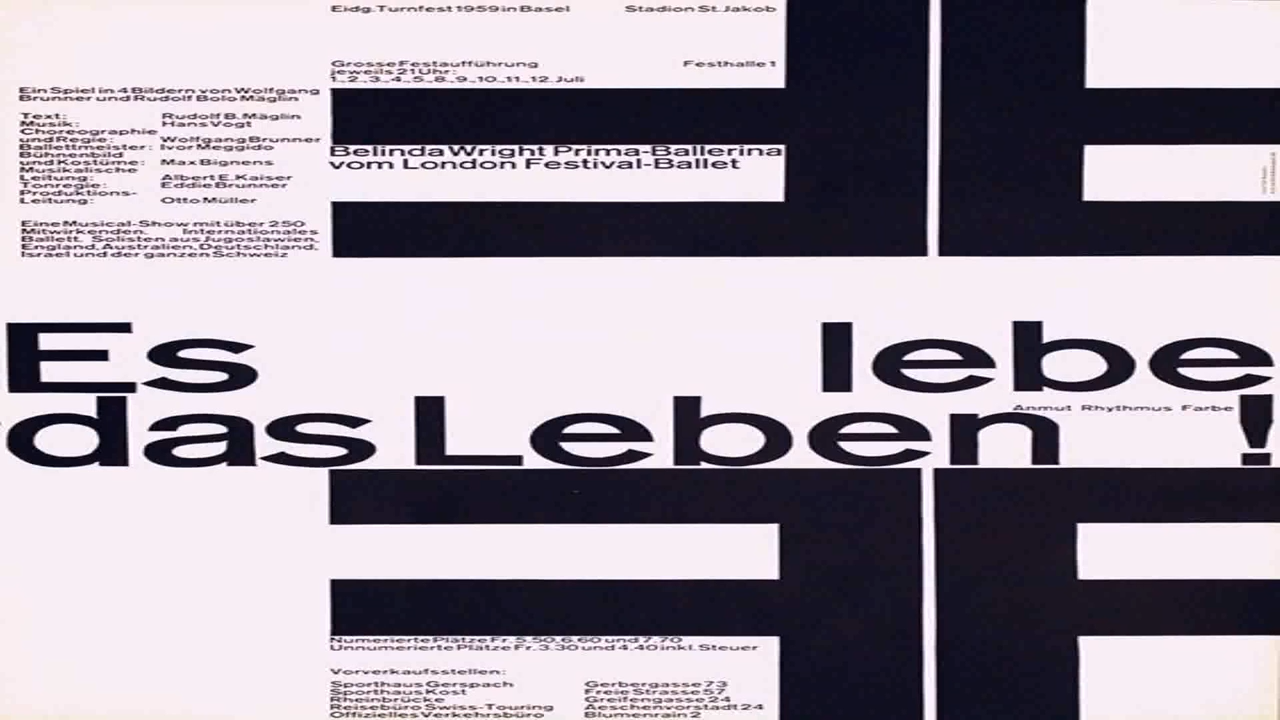 Eidg. Turnfest 1959 in Basel Stadion St. Jakob
Grosse Festaufführung Festhalle 1
jeweils 21 Uhr:
1., 2., 3., 4., 5., 8., 9., 10., 11., 12. Juli
Ein Spiel in 4 Bildern von Wolfgang
Brunner und Rudolf Bolo Mäglin
Text: Rudolf B. Mäglin
Musik: Hans Vogt
Choreographie
und Regie: Wolfgang Brunner
Ballettmeister: Ivor Meggido
Bühnenbild
und Kostüme: Max Bignens
Musikalische
Leitung: Albert E. Kaiser
Tonregie: Eddie Brunner
Produktions-
Leitung: Otto Müller
Eine Musical-Show mit über 250
Mitwirkenden. Internationales
Ballett. Solisten aus Jugoslawien,
England, Australien, Deutschland,
Israel und der ganzen Schweiz
Belinda Wright Prima-Ballerina
vom London Festival-Ballet
Es lebe
das Leben !
Anmut Rhythmus Farbe
Numerierte Plätze Fr. 5.50, 6.60 und 7.70
Unnumerierte Plätze Fr. 3.30 und 4.40 inkl. Steuer
Vorverkaufsstellen:
Sporthaus Gerspach Gerbergasse 73
Sporthaus Kost Freie Strasse 57
Rheinbrücke Greifengasse 24
Reisebüro Swiss-Touring Aeschenvorstadt 24
Offizielles Verkehrsbüro Blumenrain 2